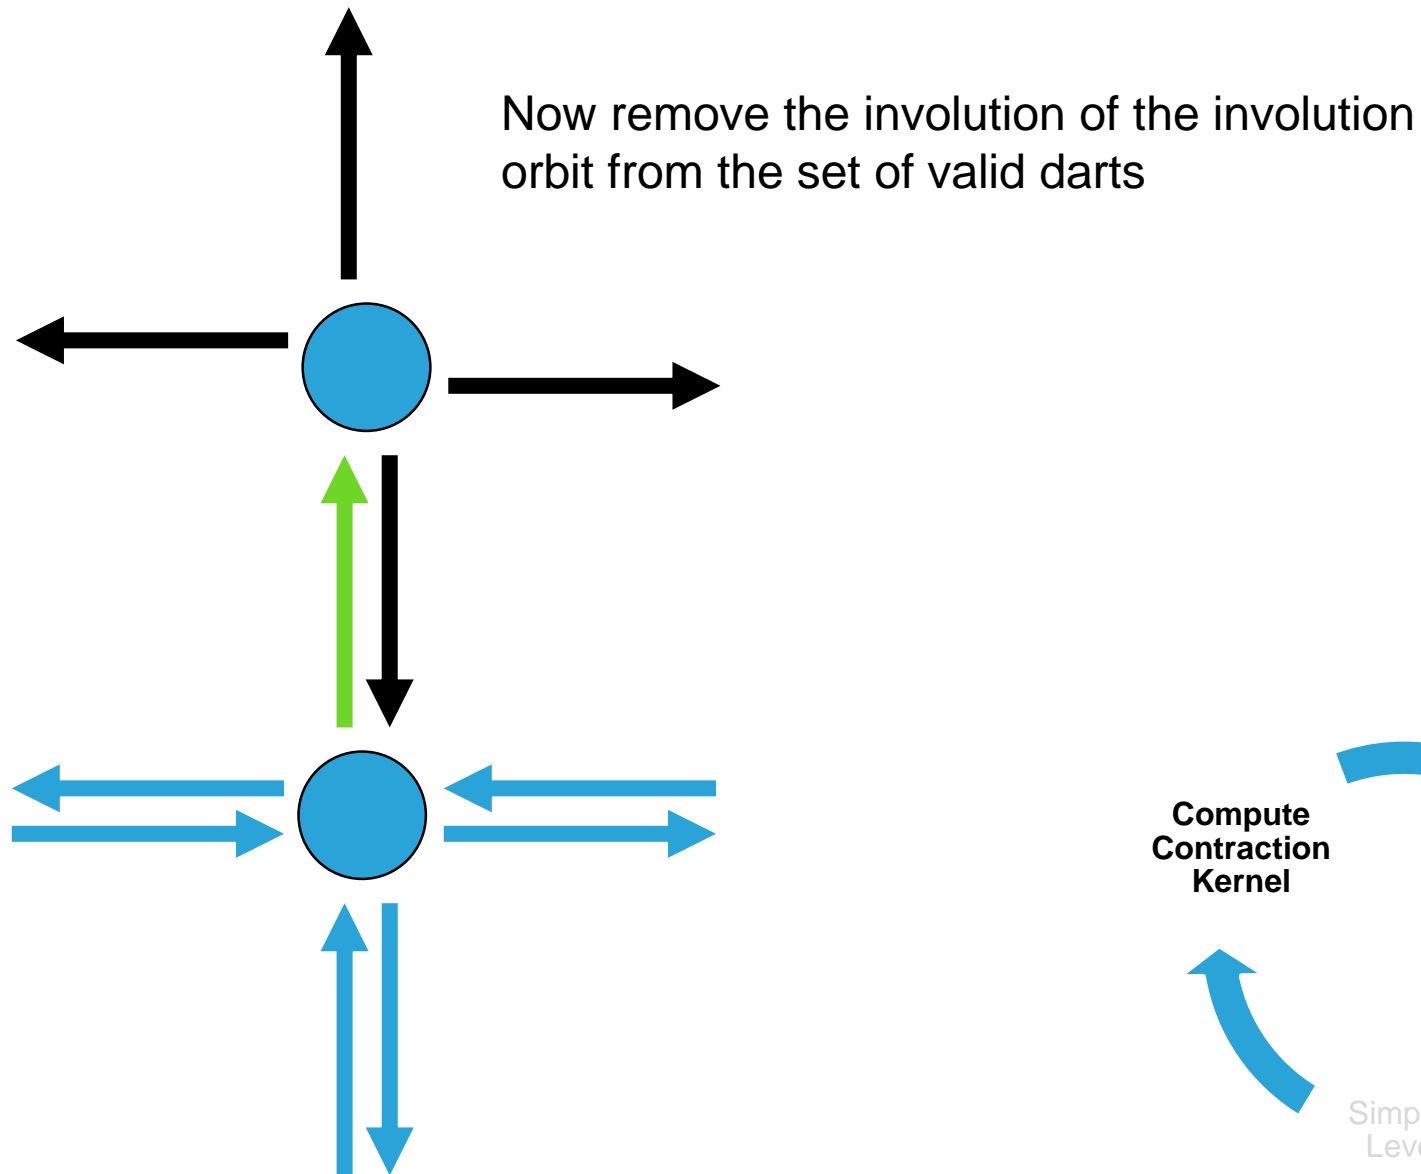 Now remove the involution of the involution
orbit from the set of valid darts
Compute
Contraction
Kernel